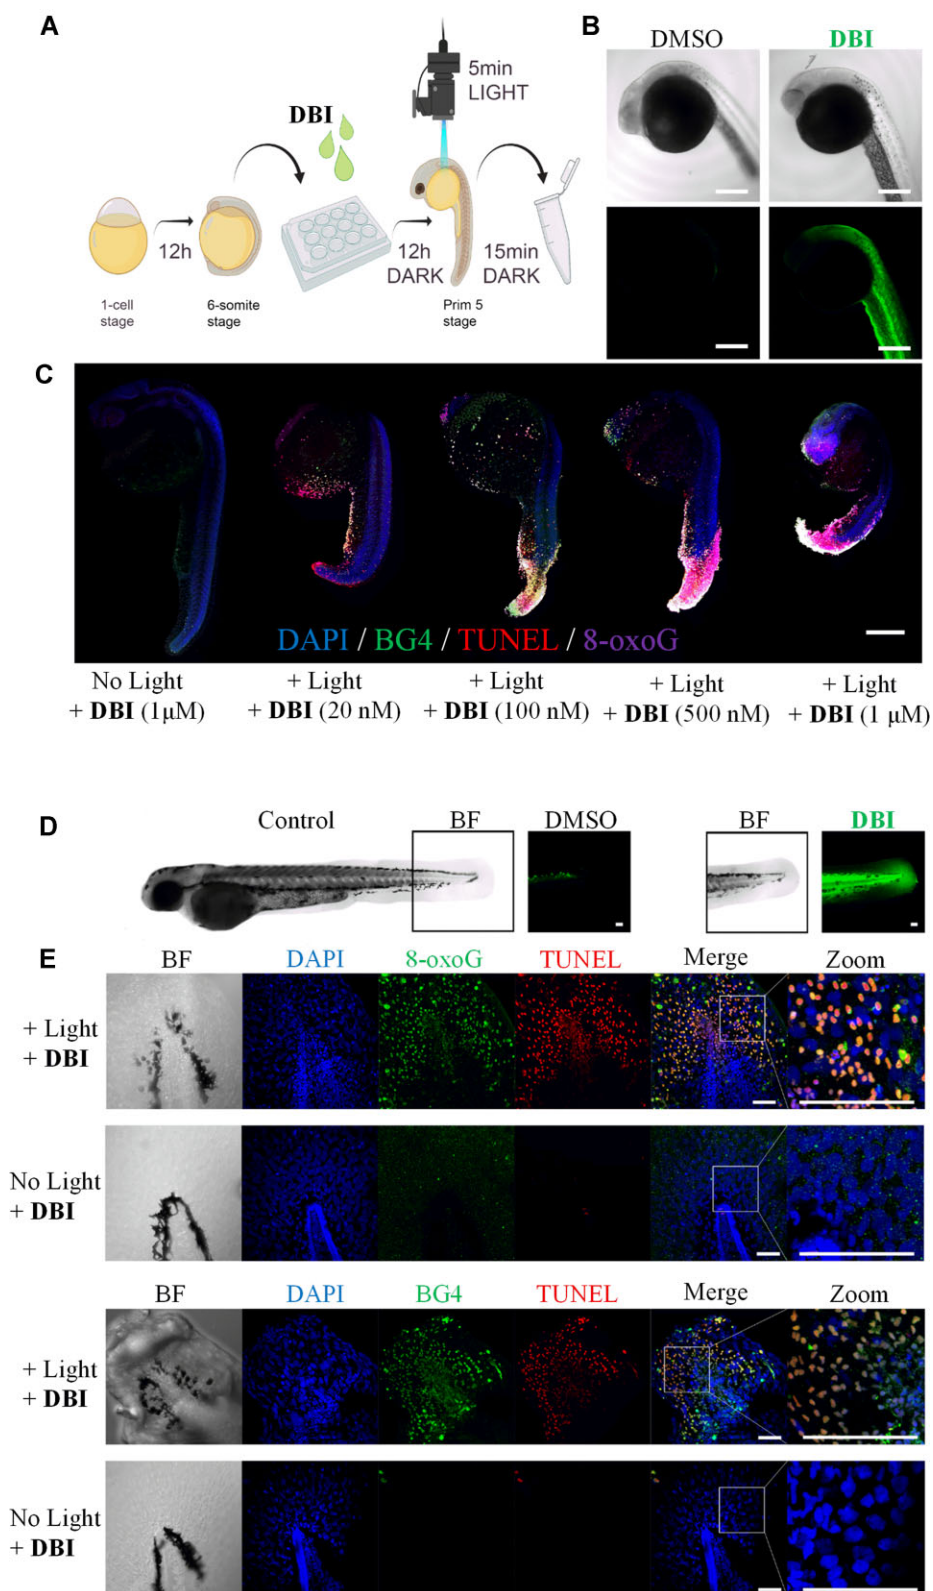 A
DBI
5min
LIGHT
12h
12h
DARK
15min
DARK
1-cell
stage
6-somite
stage
Prim 5
stage
B
DMSO
DBI
C
DAPI / BG4 / TUNEL / 8-oxoG
No Light
+ DBI (1μM)
+ Light
+ DBI (20 nM)
+ Light
+ DBI (100 nM)
+ Light
+ DBI (500 nM)
+ Light
+ DBI (1 μM)
D
Control
BF
DMSO
BF
DBI
E
BF
DAPI
8-oxoG
TUNEL
Merge
Zoom
+ Light
+ DBI
No Light
+ DBI
BF
DAPI
BG4
TUNEL
Merge
Zoom
+ Light
+ DBI
No Light
+ DBI